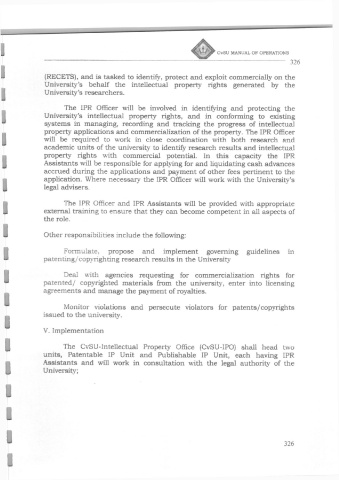 CvSU MANUAL OF OPERATIONS
326
(RECETS), and is tasked to identify, protect and exploit commercially on the
University's behalf the intellectual property rights generated by the
University's researchers.
The IPR Officer will be involved in identifying and protecting the
University's intellectual property rights, and in conforming to existing
systems in managing, recording and tracking the progress of intellectual
property applications and commercialization of the property. The IPR Officer
will be required to work in close coordination with both research and
academic units of the university to identify research results and intellectual
property rights with commercial potential. In this capacity the IPR
Assistants will be responsible for applying for and liquidating cash advances
accrued during the applications and payment of other fees pertinent to the
application. Where necessary the IPR Officer will work with the University's
legal advisers.
The IPR Officer and IPR Assistants will be provided with appropriate
external training to ensure that they can become competent in all aspects of
the role.
Other responsibilities include the following:
Formulate, propose and implement governing guidelines in
patenting/copyrighting research results in the University
Deal with agencies requesting for commercialization rights for
patented/ copyrighted materials from the university, enter into licensing
agreements and manage the payment of royalties.
Monitor violations and persecute violators for patents/copyrights
issued to the university.
V. Implementation
The CvSU-Intellectual Property Office (CvSU-IPO) shall head two
units, Patentable IP Unit and Publishable IP Unit, each having IPR
Assistants and will work in consultation with the legal authority of the
University;
326